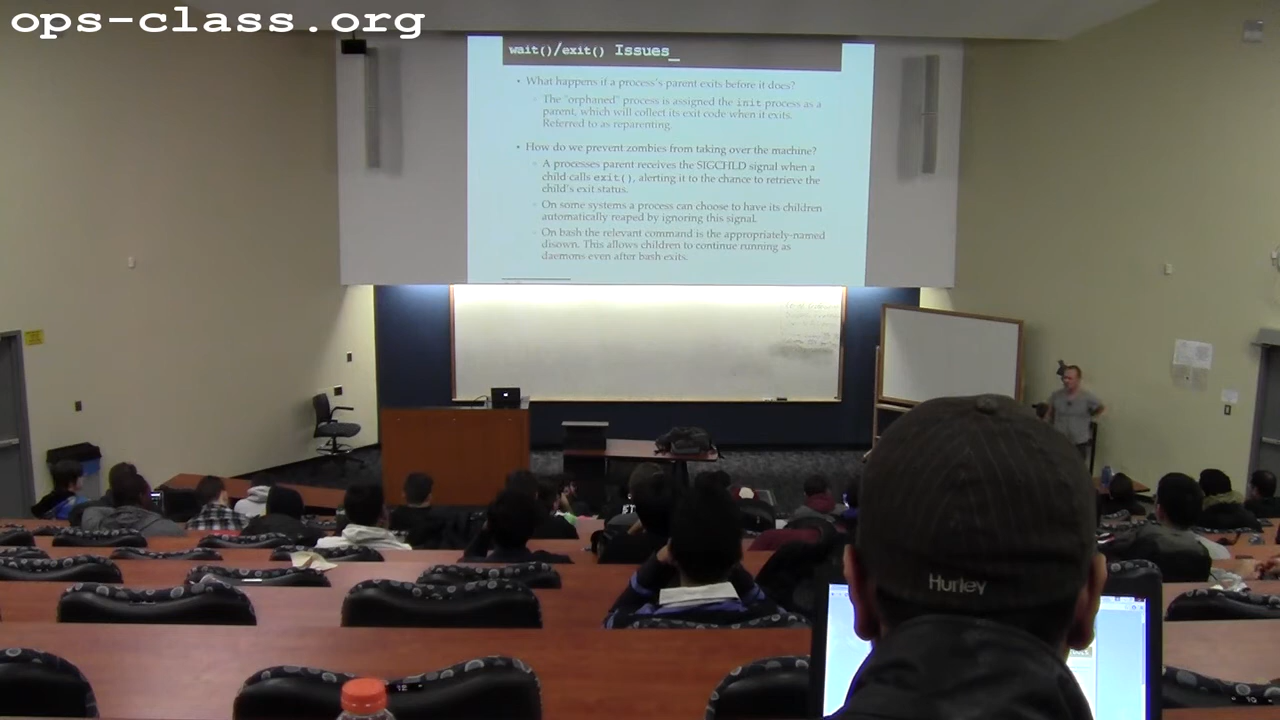 ops-class.org
wait()/exit() Issues_
• What happens if a process's parent exits before it does?
◦ The "orphaned" process is assigned the init process as a
parent, which will collect its exit code when it exits.
Referred to as reparenting.
• How do we prevent zombies from taking over the machine?
◦ A processes parent receives the SIGCHLD signal when a
child calls exit(), alerting it to the chance to retrieve the
child's exit status.
◦ On some systems a process can choose to have its children
automatically reaped by ignoring this signal.
◦ On bash the relevant command is the appropriately-named
disown. This allows children to continue running as
daemons even after bash exits.
Hurley
12
10